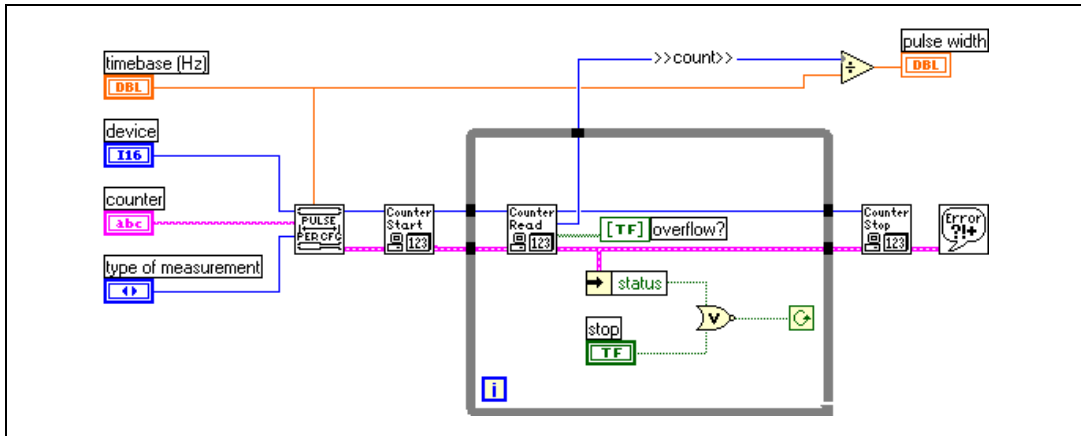 timebase (Hz)
DBL
device
I16
counter
abc
type of measurement
PULSE
PER CFG
Counter
Start
123
Counter
Read
123
>>count>>
÷
pulse width
DBL
[TF] overflow?
status
stop
TF
V
i
Counter
Stop
123
Error
?!+